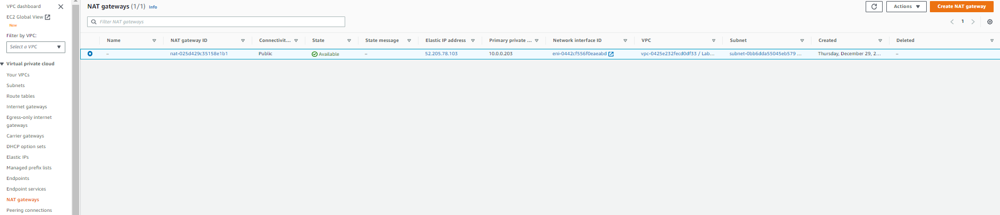 VPC dashboard
EC2 Global View
New
Filter by VPC:
Select a VPC
Virtual private cloud
Your VPCs
Subnets
Route tables
Internet gateways
Egress-only internet
gateways
Carrier gateways
DHCP option sets
Elastic IPs
Managed prefix lists
Endpoints
Endpoint services
NAT gateways
Peering connections
NAT gateways (1/1) Info
Actions
Create NAT gateway
Filter NAT gateways
1
Name NAT gateway ID Connectivit... State State message Elastic IP address Primary private ... Network interface ID VPC Subnet Created Deleted
– nat-025d429c35158e1b1 Public Available – 52.205.78.103 10.0.0.203 eni-0442cf556f0eaeabd vpc-0425e232fecd0df33 / Lab... subnet-0bb6dda55045eb579 ... Thursday, December 29, 2... –